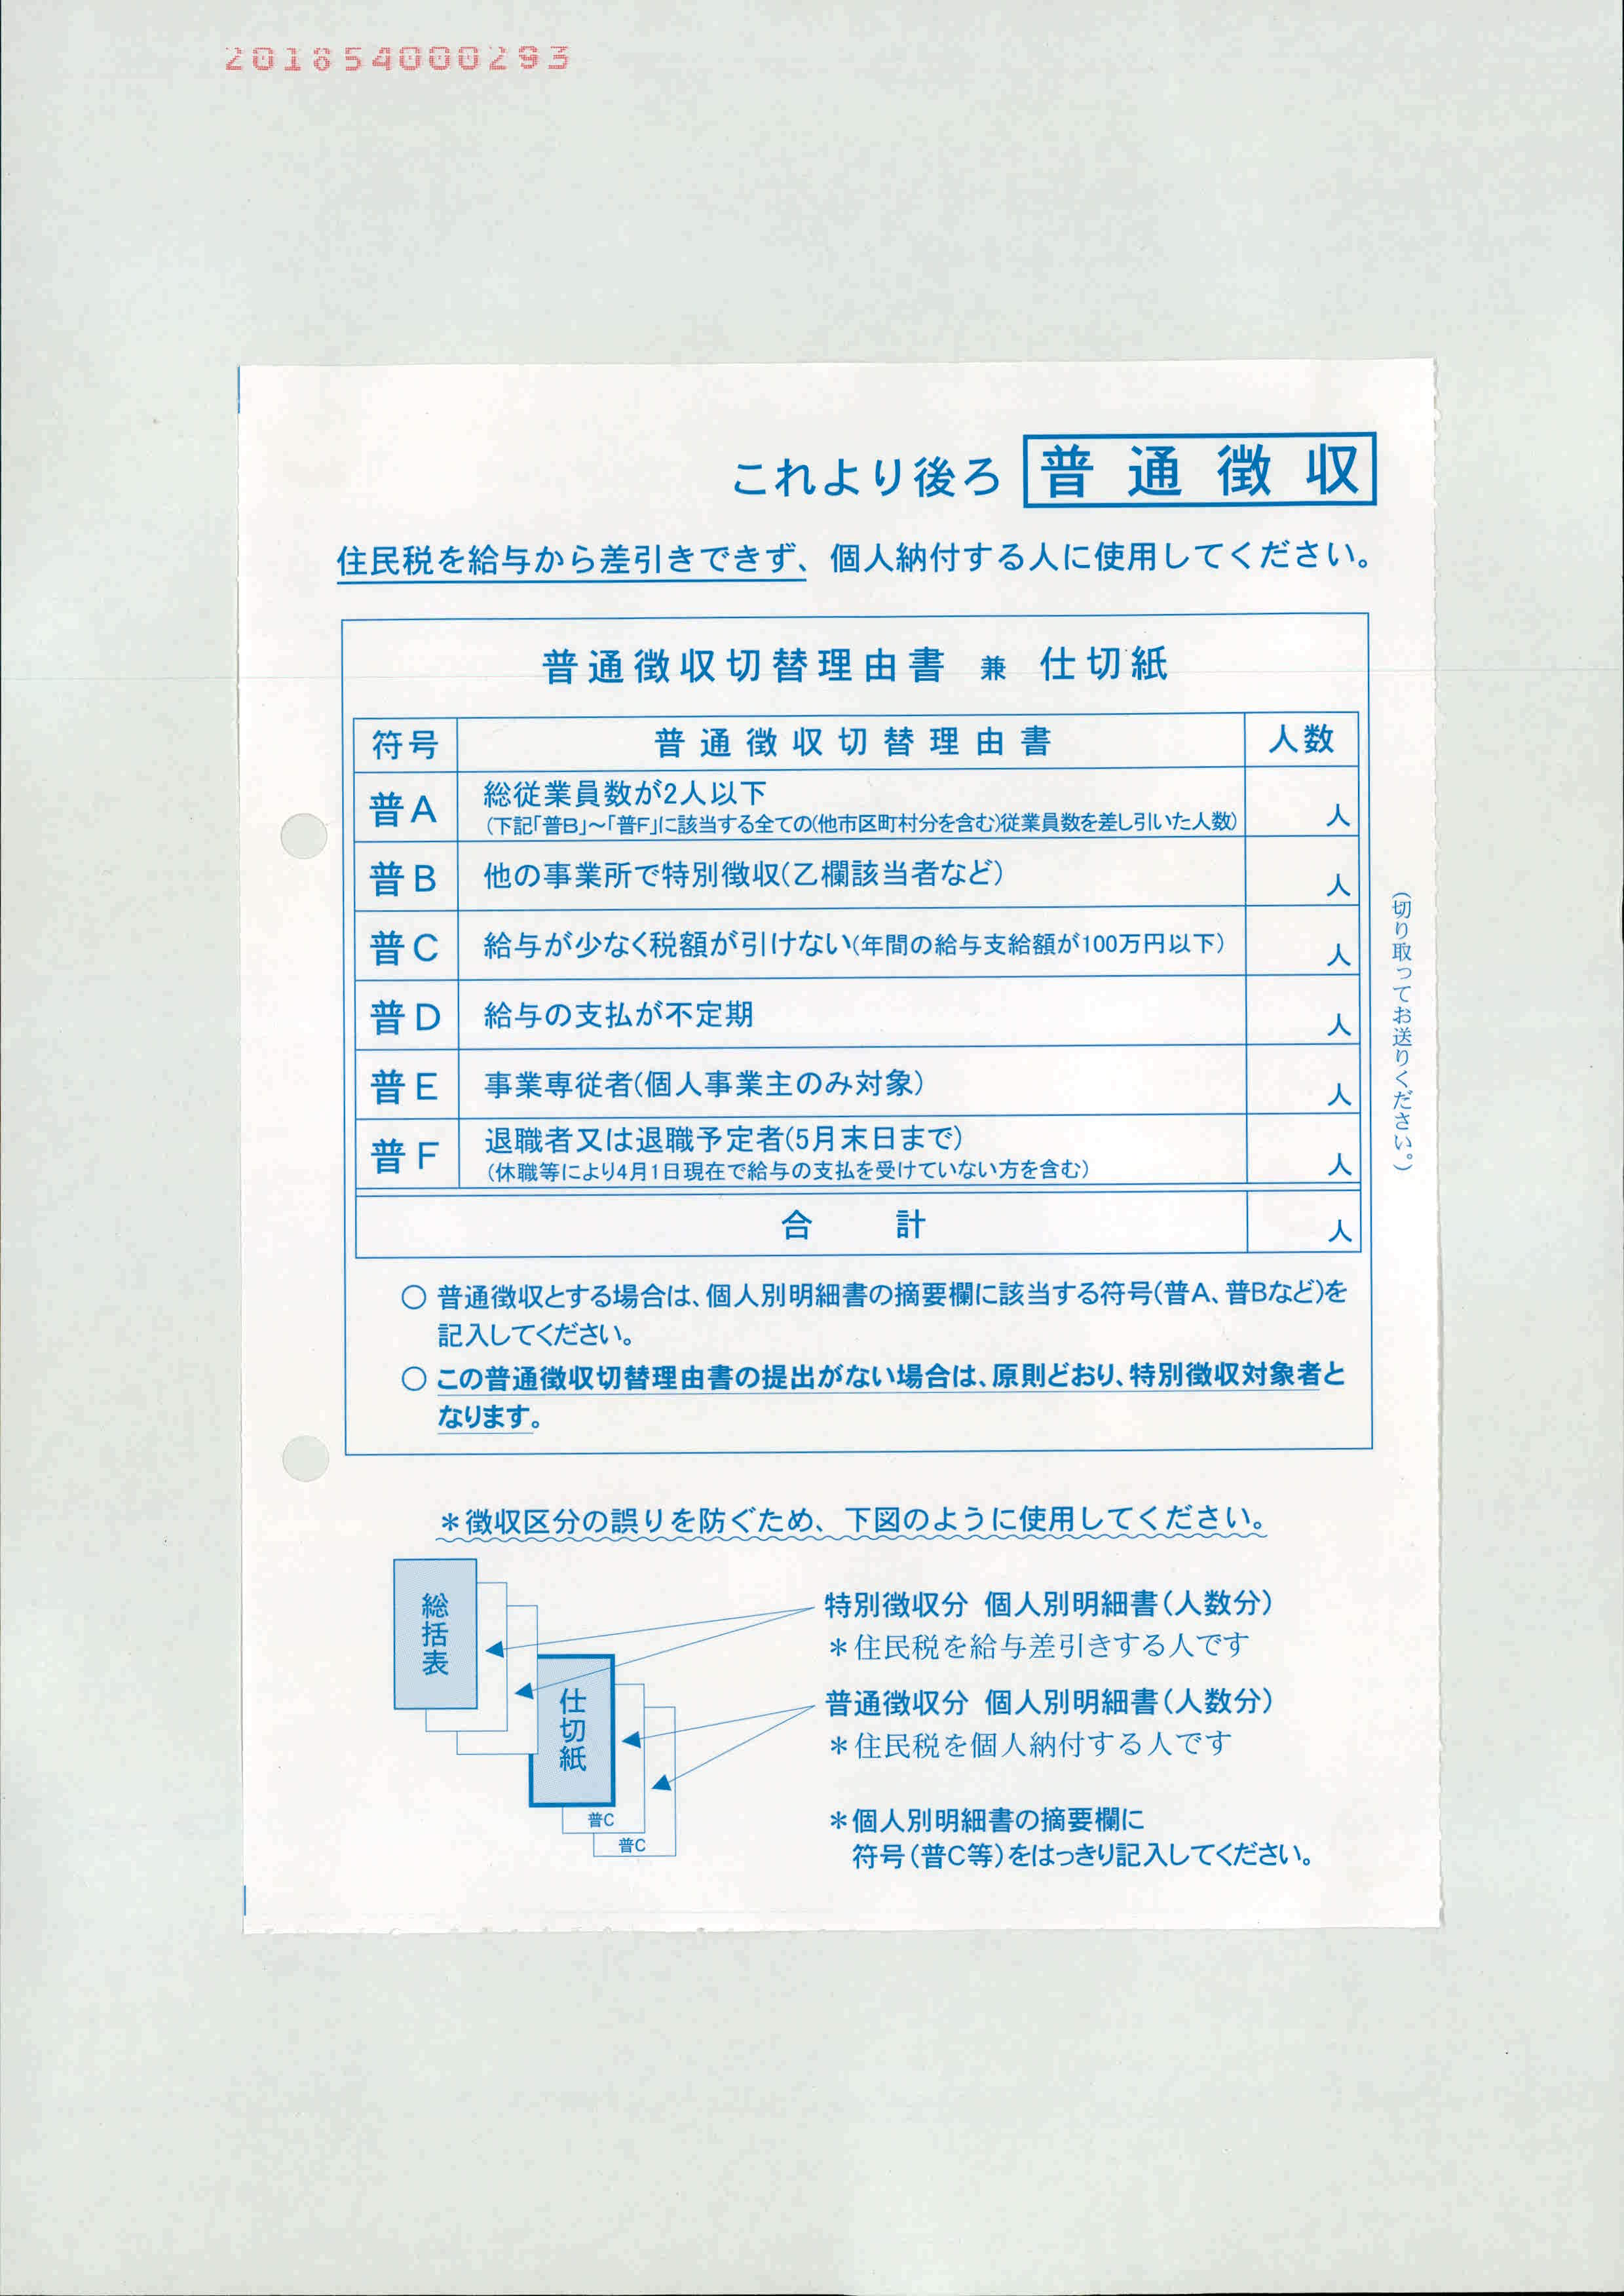 201854000293
これより後ろ 普通徴収
住民税を給与から差引きできず、個人納付する人に使用してください。
普通徴収切替理由書 兼 仕切紙
符号 普通徴収切替理由書 人数
普A 総従業員数が2人以下
(下記「普B」～「普F」に該当する全ての(他市区町村分を含む)従業員数を差し引いた人数) 人
普B 他の事業所で特別徴収(乙欄該当者など) 人
普C 給与が少なく税額が引けない(年間の給与支給額が100万円以下) 人
普D 給与の支払が不定期 人
普E 事業専従者(個人事業主のみ対象) 人
普F 退職者又は退職予定者(5月末日まで)
(休職等により4月1日現在で給与の支払を受けていない方を含む) 人
合計 人
(切り取ってお送りください。)
○ 普通徴収とする場合は、個人別明細書の摘要欄に該当する符号(普A、普Bなど)を
記入してください。
○ この普通徴収切替理由書の提出がない場合は、原則どおり、特別徴収対象者と
なります。
＊徴収区分の誤りを防ぐため、下図のように使用してください。
総括表
仕切紙
普C
普C
特別徴収分 個人別明細書(人数分)
＊住民税を給与差引きする人です
普通徴収分 個人別明細書(人数分)
＊住民税を個人納付する人です
＊個人別明細書の摘要欄に
符号(普C等)をはっきり記入してください。